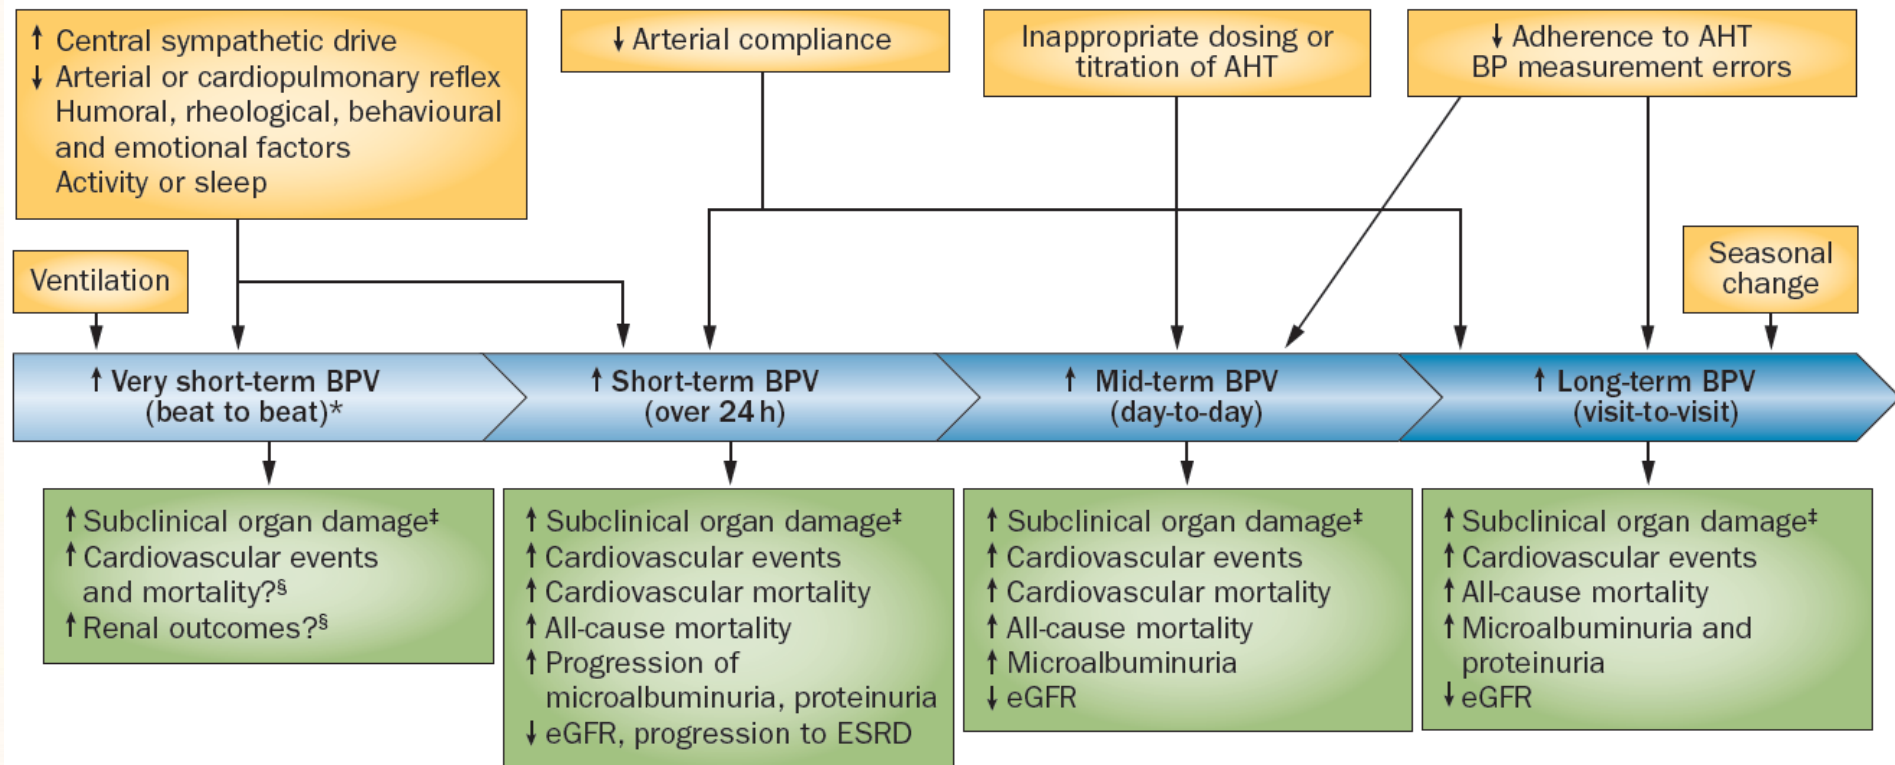 ↑ Central sympathetic drive
↓ Arterial or cardiopulmonary reflex
Humoral, rheological, behavioural
and emotional factors
Activity or sleep
↓ Arterial compliance
Inappropriate dosing or
titration of AHT
↓ Adherence to AHT
BP measurement errors
Ventilation
Seasonal
change
↑ Very short-term BPV
(beat to beat)*
↑ Short-term BPV
(over 24 h)
↑ Mid-term BPV
(day-to-day)
↑ Long-term BPV
(visit-to-visit)
↑ Subclinical organ damage‡
↑ Cardiovascular events
and mortality?§
↑ Renal outcomes?§
↑ Subclinical organ damage‡
↑ Cardiovascular events
↑ Cardiovascular mortality
↑ All-cause mortality
↑ Progression of
microalbuminuria, proteinuria
↓ eGFR, progression to ESRD
↑ Subclinical organ damage‡
↑ Cardiovascular events
↑ Cardiovascular mortality
↑ All-cause mortality
↑ Microalbuminuria
↓ eGFR
↑ Subclinical organ damage‡
↑ Cardiovascular events
↑ All-cause mortality
↑ Microalbuminuria and
proteinuria
↓ eGFR